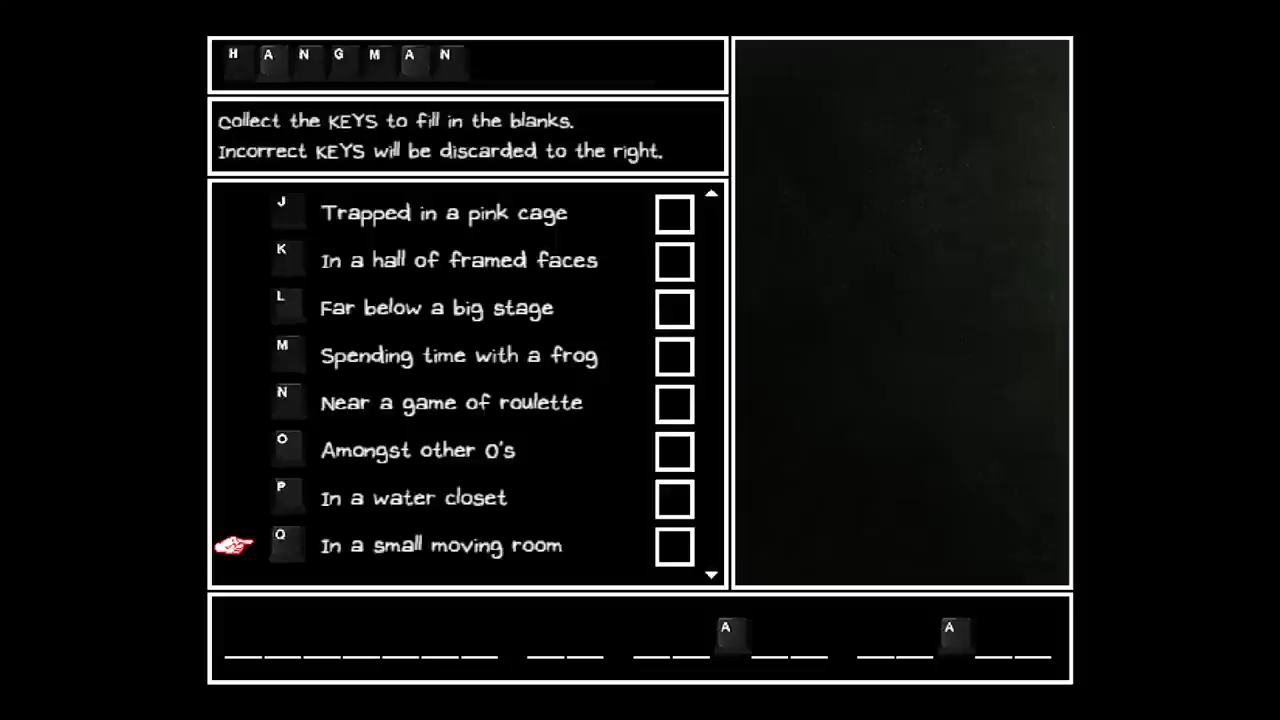 HANGMAN
Collect the KEYS to fill in the blanks.
Incorrect KEYS will be discarded to the right.
J Trapped in a pink cage
K In a hall of framed faces
L Far below a big stage
M Spending time with a frog
N Near a game of roulette
O Amongst other O's
P In a water closet
Q In a small moving room
A A